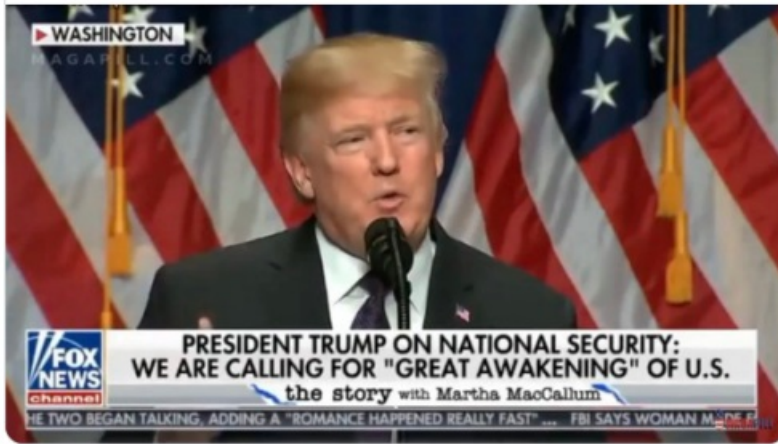 WASHINGTON
MAGAPILL.COM
PRESIDENT TRUMP ON NATIONAL SECURITY:
WE ARE CALLING FOR "GREAT AWAKENING" OF U.S.
FOX
NEWS
channel
the story with Martha MacCallum
HE TWO BEGAN TALKING, ADDING A "ROMANCE HAPPENED REALLY FAST" ... FBI SAYS WOMAN